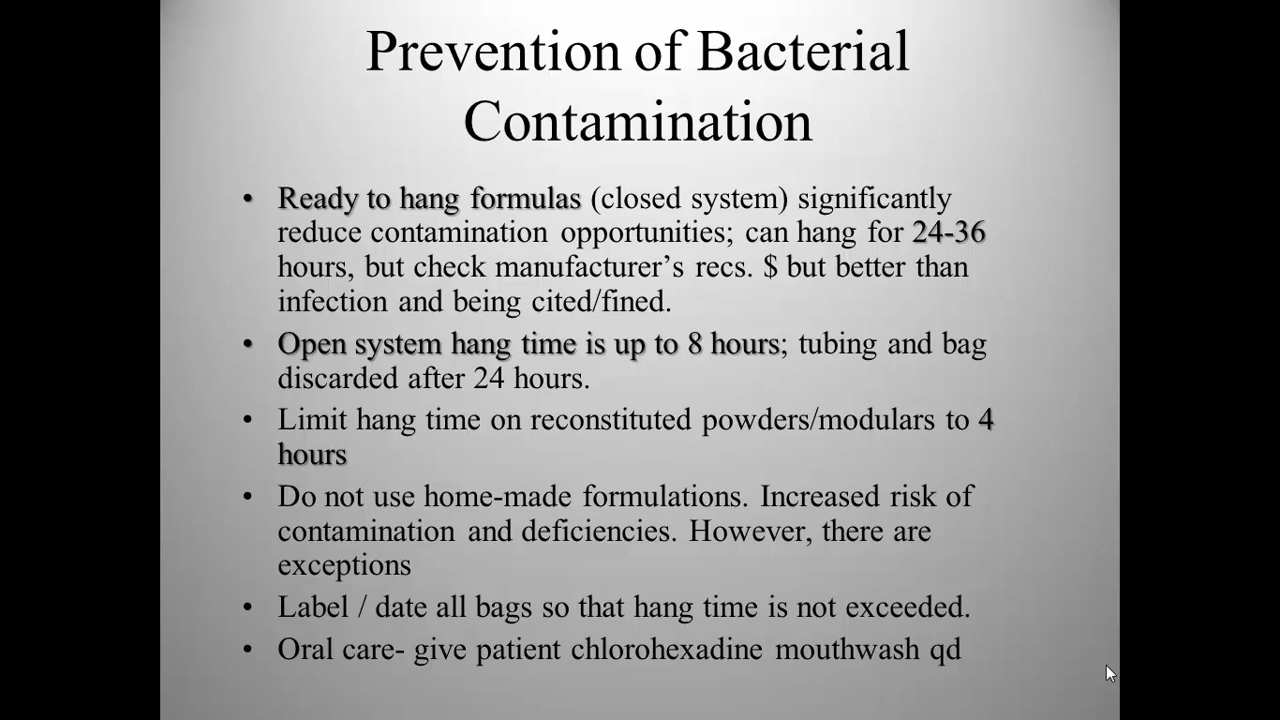 Prevention of Bacterial
Contamination
• Ready to hang formulas (closed system) significantly
reduce contamination opportunities; can hang for 24-36
hours, but check manufacturer’s recs. $ but better than
infection and being cited/fined.
• Open system hang time is up to 8 hours; tubing and bag
discarded after 24 hours.
• Limit hang time on reconstituted powders/modulars to 4
hours
• Do not use home-made formulations. Increased risk of
contamination and deficiencies. However, there are
exceptions
• Label / date all bags so that hang time is not exceeded.
• Oral care- give patient chlorohexadine mouthwash qd